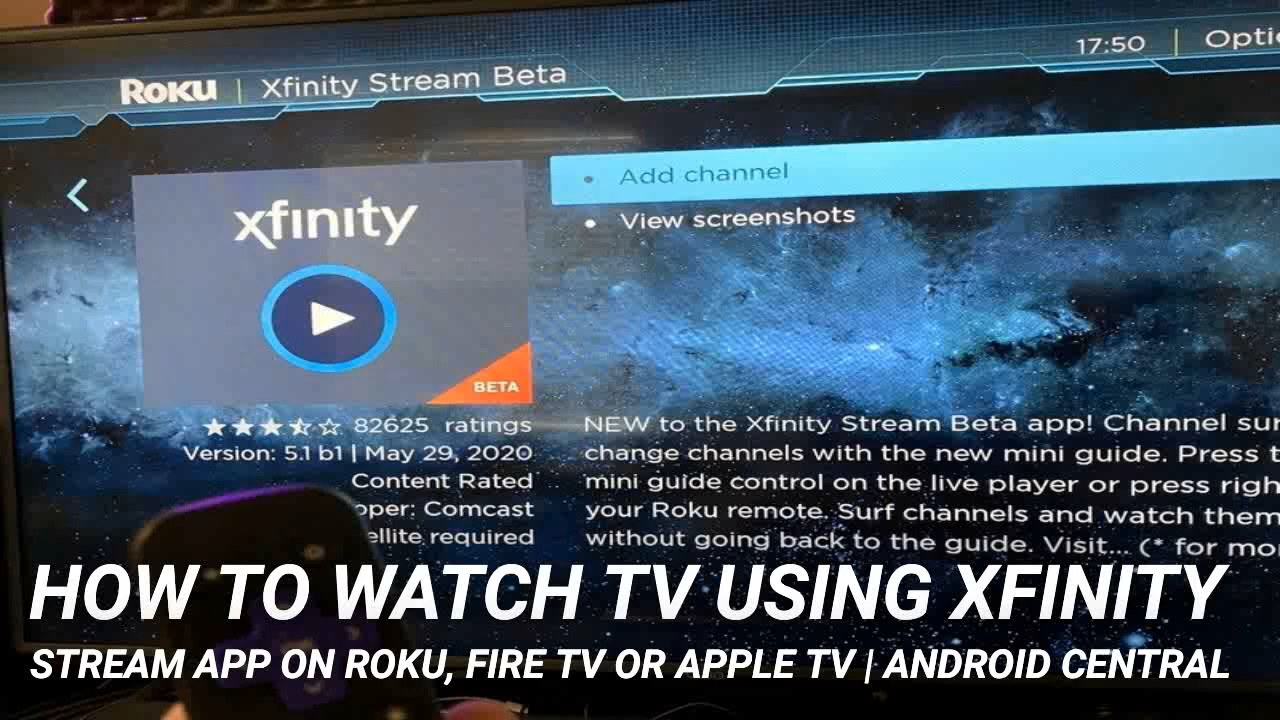 17:50 | Optio
Roku | Xfinity Stream Beta
Add channel
View screenshots
xfinity
BETA
82625 ratings
Version: 5.1 b1 | May 29, 2020
Content Rated
oper: Comcast
ellite required
NEW to the Xfinity Stream Beta app! Channel sur
change channels with the new mini guide. Press t
mini guide control on the live player or press righ
your Roku remote. Surf channels and watch them
without going back to the guide. Visit... (* for mo
HOW TO WATCH TV USING XFINITY
STREAM APP ON ROKU, FIRE TV OR APPLE TV | ANDROID CENTRAL